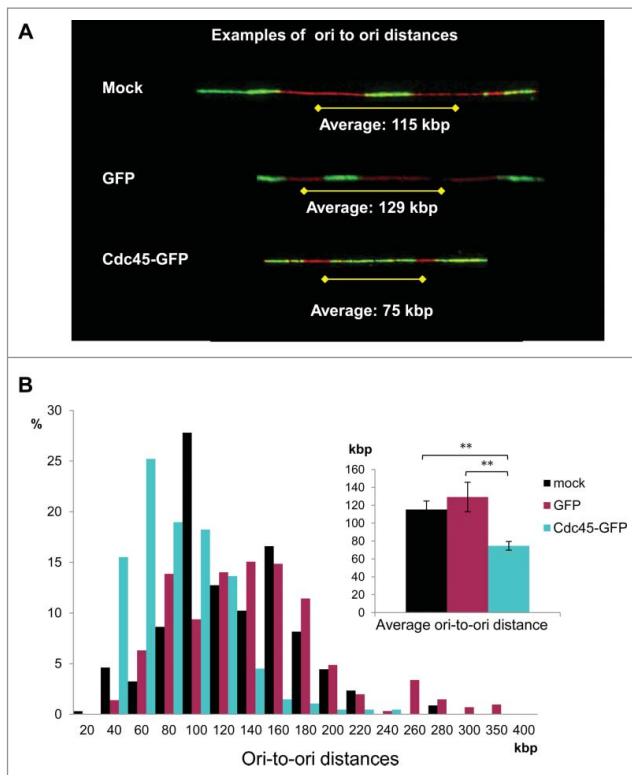 A
Examples of ori to ori distances
Mock
Average: 115 kbp
GFP
Average: 129 kbp
Cdc45-GFP
Average: 75 kbp
B
%
30
25
20
15
10
5
0
20 40 60 80 100 120 140 160 180 200 220 240 260 280 300 350 400
kbp
Ori-to-ori distances
kbp
160
140
120
100
80
60
40
20
0
** 
**
mock
GFP
Cdc45-GFP
Average ori-to-ori distance